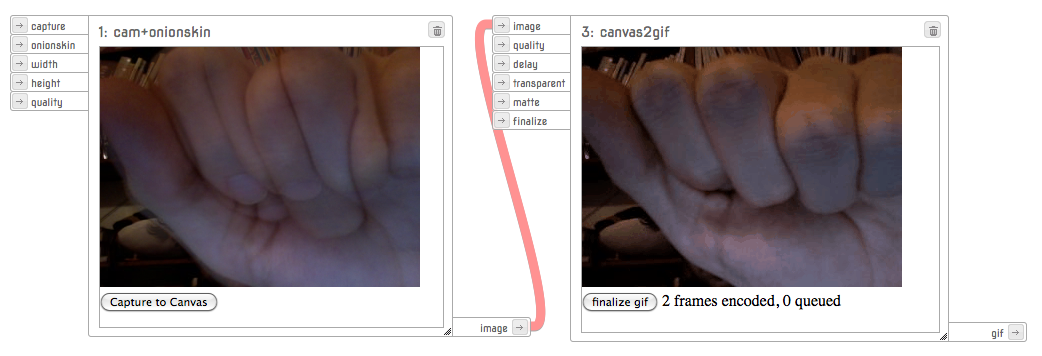 1: cam+onionskin
capture
onionskin
width
height
quality
Capture to Canvas
image
3: canvas2gif
image
quality
delay
transparent
matte
finalize
finalize gif 2 frames encoded, 0 queued
gif